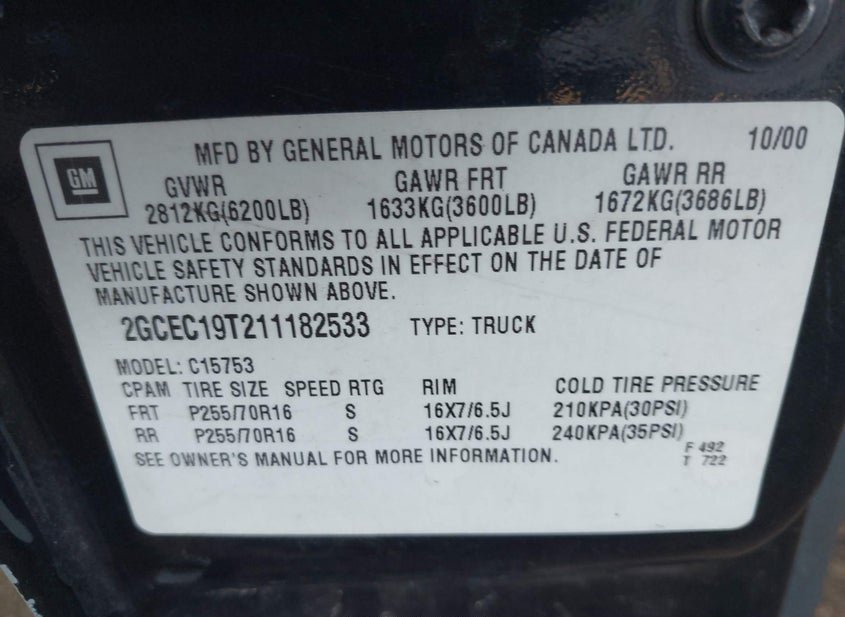 GM
MFD BY GENERAL MOTORS OF CANADA LTD. 10/00
GVWR GAWR FRT GAWR RR
2812KG(6200LB) 1633KG(3600LB) 1672KG(3686LB)
THIS VEHICLE CONFORMS TO ALL APPLICABLE U.S. FEDERAL MOTOR
VEHICLE SAFETY STANDARDS IN EFFECT ON THE DATE OF
MANUFACTURE SHOWN ABOVE.
2GCEC19T211182533 TYPE: TRUCK
MODEL: C15753
CPAM TIRE SIZE SPEED RTG RIM COLD TIRE PRESSURE
FRT P255/70R16 S 16X7/6.5J 210KPA(30PSI)
RR P255/70R16 S 16X7/6.5J 240KPA(35PSI)
SEE OWNER'S MANUAL FOR MORE INFORMATION. F 492
T 722